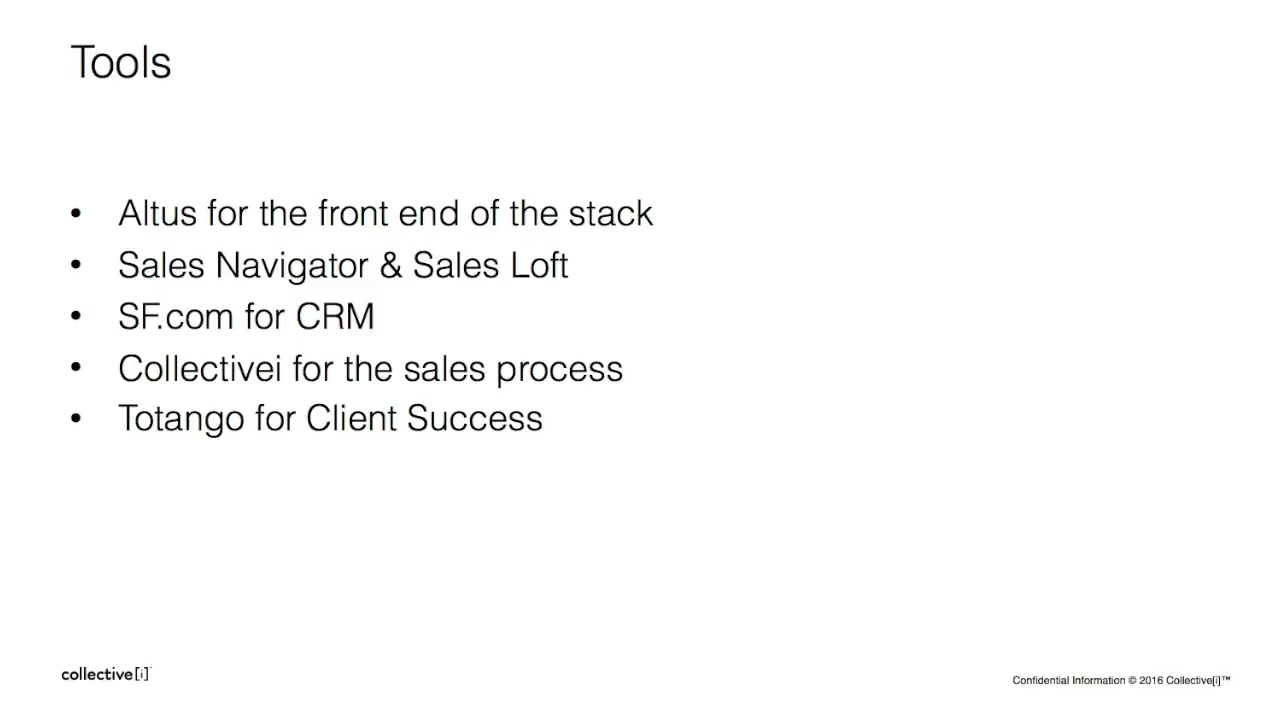 Tools
• Altus for the front end of the stack
• Sales Navigator & Sales Loft
• SF.com for CRM
• Collectivei for the sales process
• Totango for Client Success
collective[i]™
Confidential Information © 2016 Collective[i]™